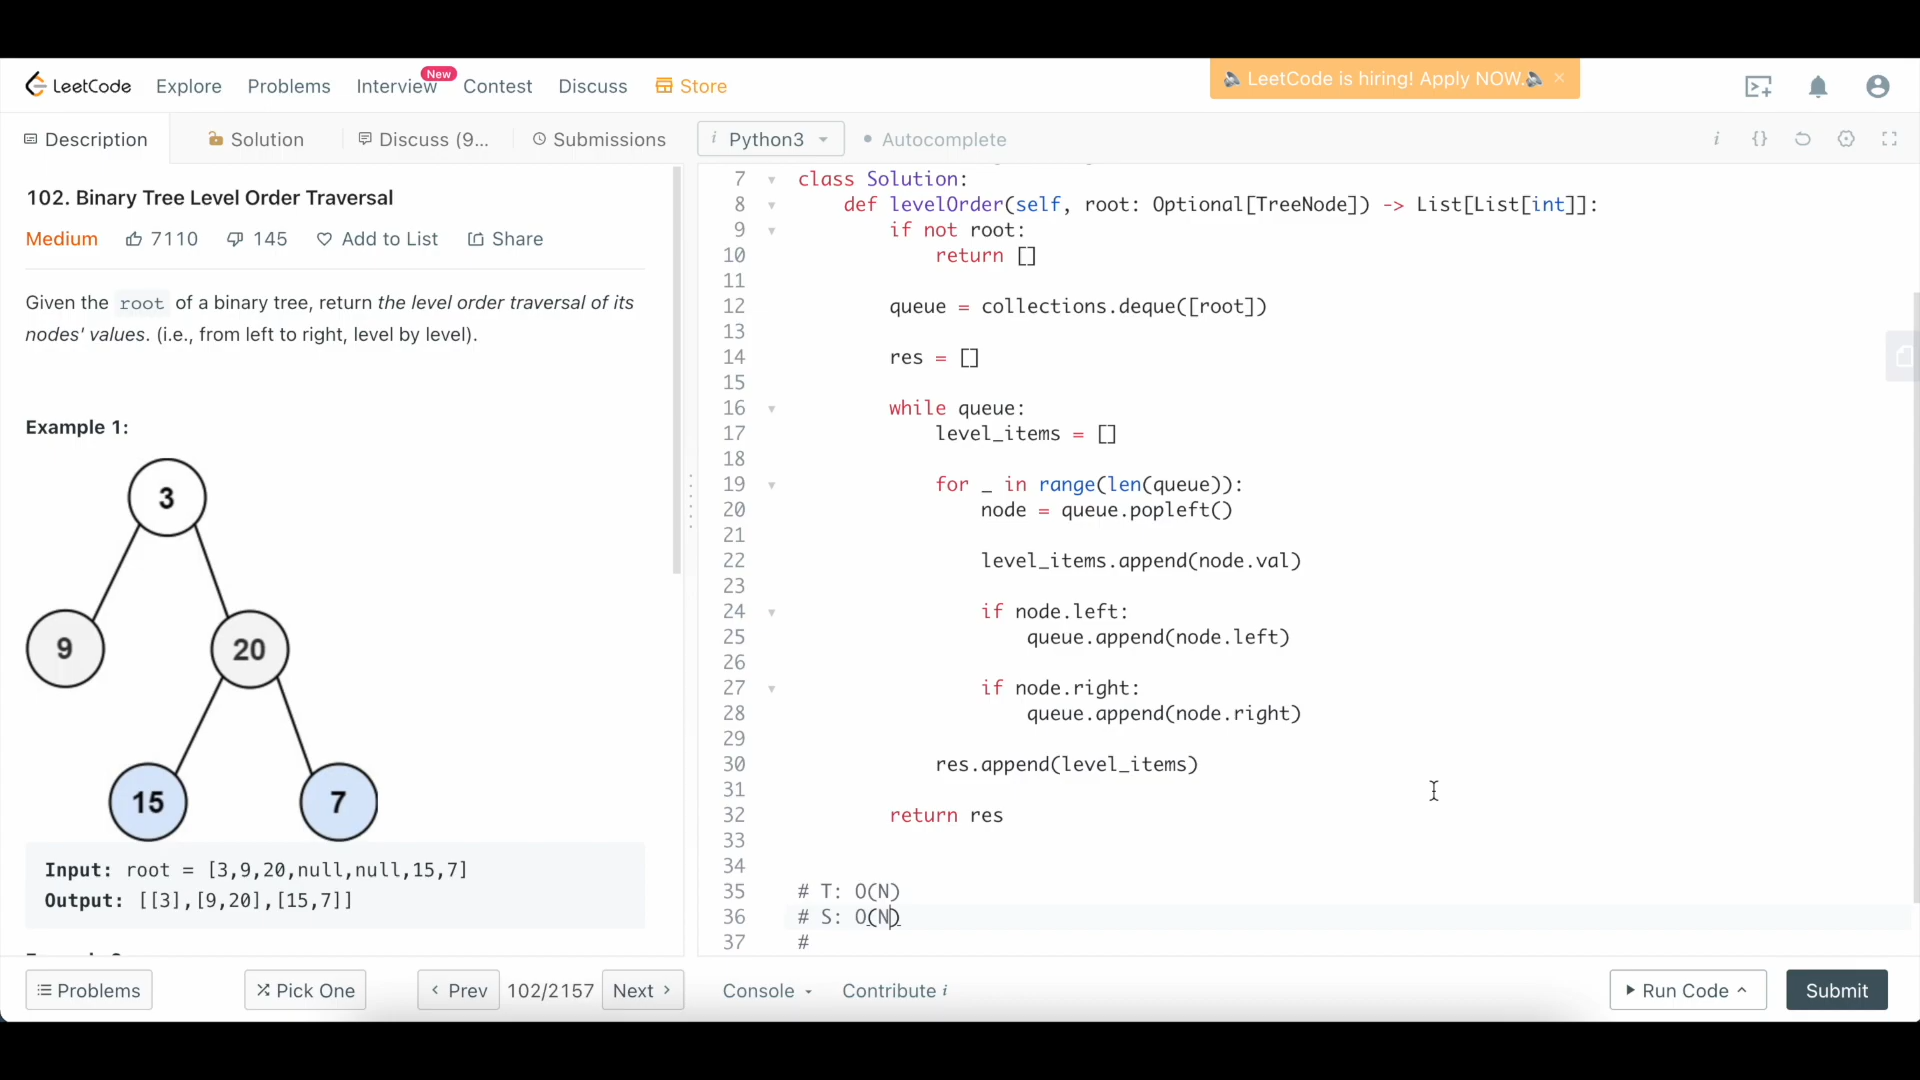 LeetCode Explore Problems Interview New Contest Discuss Store
LeetCode is hiring! Apply NOW. ×
Description Solution Discuss (9... Submissions
i Python3 Autocomplete i {}
102. Binary Tree Level Order Traversal
Medium 7110 145 Add to List Share
Given the root of a binary tree, return the level order traversal of its
nodes' values. (i.e., from left to right, level by level).
Example 1:
3
9 20
15 7
Input: root = [3,9,20,null,null,15,7]
Output: [[3],[9,20],[15,7]]
7 class Solution:
8 def levelOrder(self, root: Optional[TreeNode]) -> List[List[int]]:
9 if not root:
10 return []
11
12 queue = collections.deque([root])
13
14 res = []
15
16 while queue:
17 level_items = []
18
19 for _ in range(len(queue)):
20 node = queue.popleft()
21
22 level_items.append(node.val)
23
24 if node.left:
25 queue.append(node.left)
26
27 if node.right:
28 queue.append(node.right)
29
30 res.append(level_items)
31
32 return res
33
34
35 # T: O(N)
36 # S: O(N)
37 #
Problems Pick One < Prev 102/2157 Next > Console Contribute i Run Code Submit